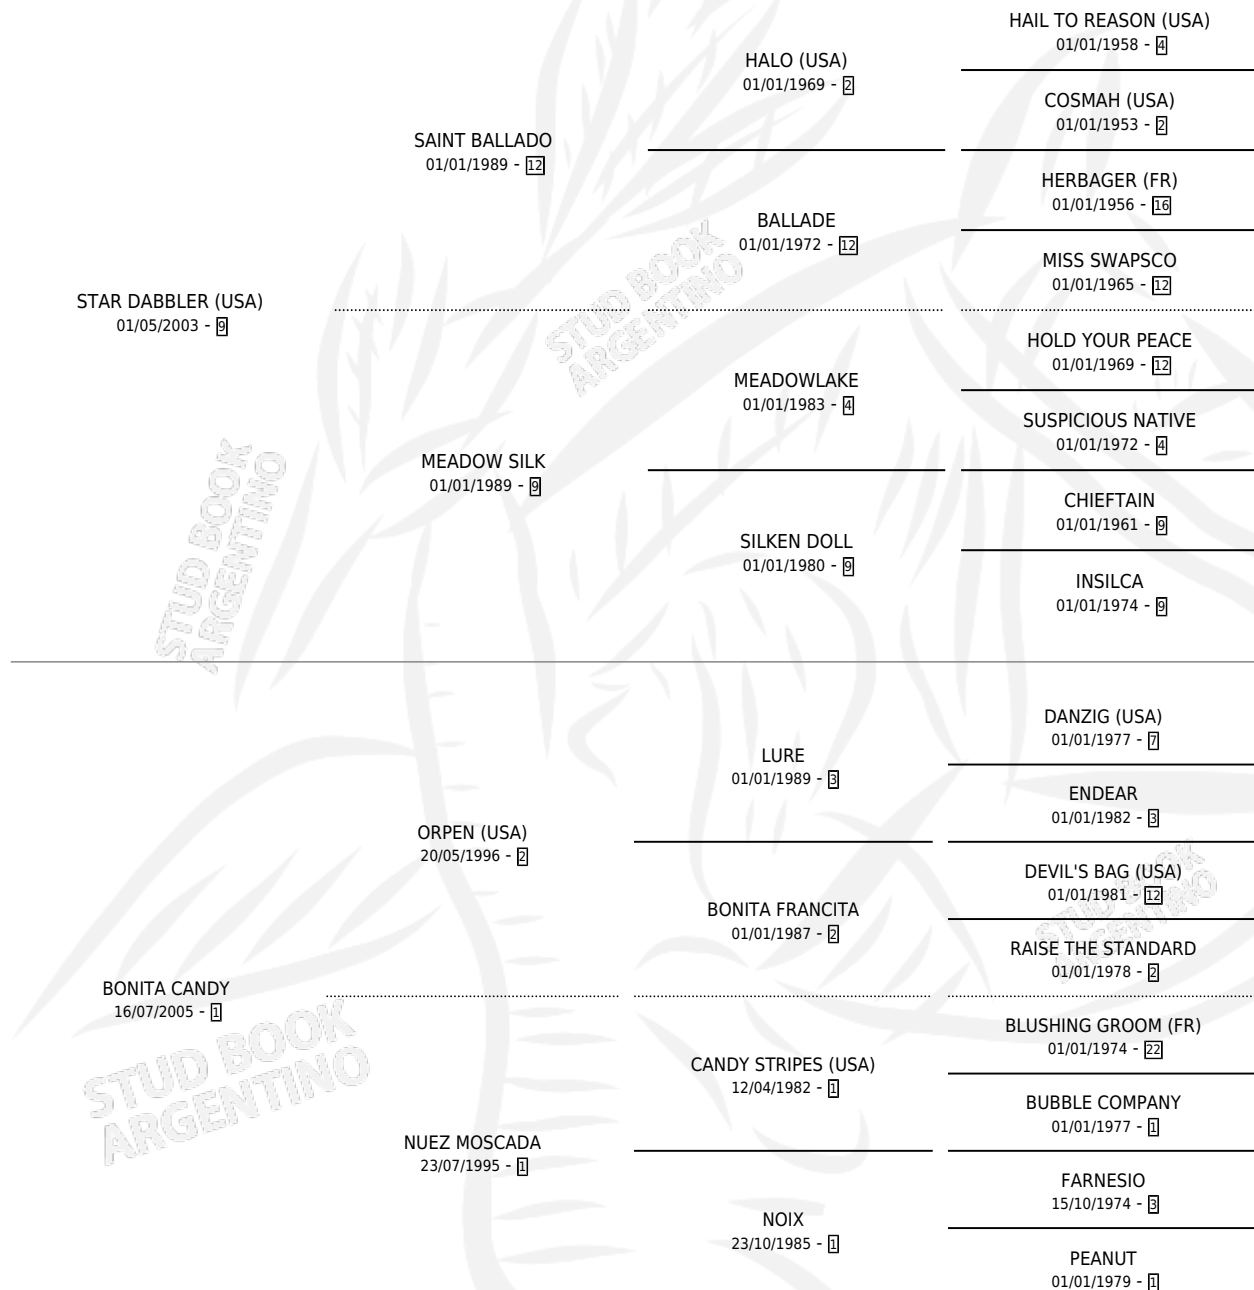 HAIL TO REASON (USA)
01/01/1958 - 4
HALO (USA)
01/01/1969 - 2
COSMAH (USA)
01/01/1953 - 2
SAINT BALLADO
01/01/1989 - 12
HERBAGER (FR)
01/01/1956 - 16
BALLADE
01/01/1972 - 12
MISS SWAPSCO
01/01/1965 - 12
STAR DABBLER (USA)
01/05/2003 - 9
STUD BOOK
ARGENTINO
HOLD YOUR PEACE
01/01/1969 - 12
MEADOWLAKE
01/01/1983 - 4
SUSPICIOUS NATIVE
01/01/1972 - 4
MEADOW SILK
01/01/1989 - 9
CHIEFTAIN
01/01/1961 - 9
SILKEN DOLL
01/01/1980 - 9
INSILCA
01/01/1974 - 9
STUD BOOK
ARGENTINO
DANZIG (USA)
01/01/1977 - 7
LURE
01/01/1989 - 3
ENDEAR
01/01/1982 - 3
ORPEN (USA)
20/05/1996 - 2
DEVIL'S BAG (USA)
01/01/1981 - 12
BONITA FRANCITA
01/01/1987 - 2
RAISE THE STANDARD
01/01/1978 - 2
STUD BOOK
ARGENTINO
BONITA CANDY
16/07/2005 - 1
BLUSHING GROOM (FR)
01/01/1974 - 22
CANDY STRIPES (USA)
12/04/1982 - 1
BUBBLE COMPANY
01/01/1977 - 1
STUD BOOK
ARGENTINO
NUEZ MOSCADA
23/07/1995 - 1
FARNESIO
15/10/1974 - 3
NOIX
23/10/1985 - 1
PEANUT
01/01/1979 - 1